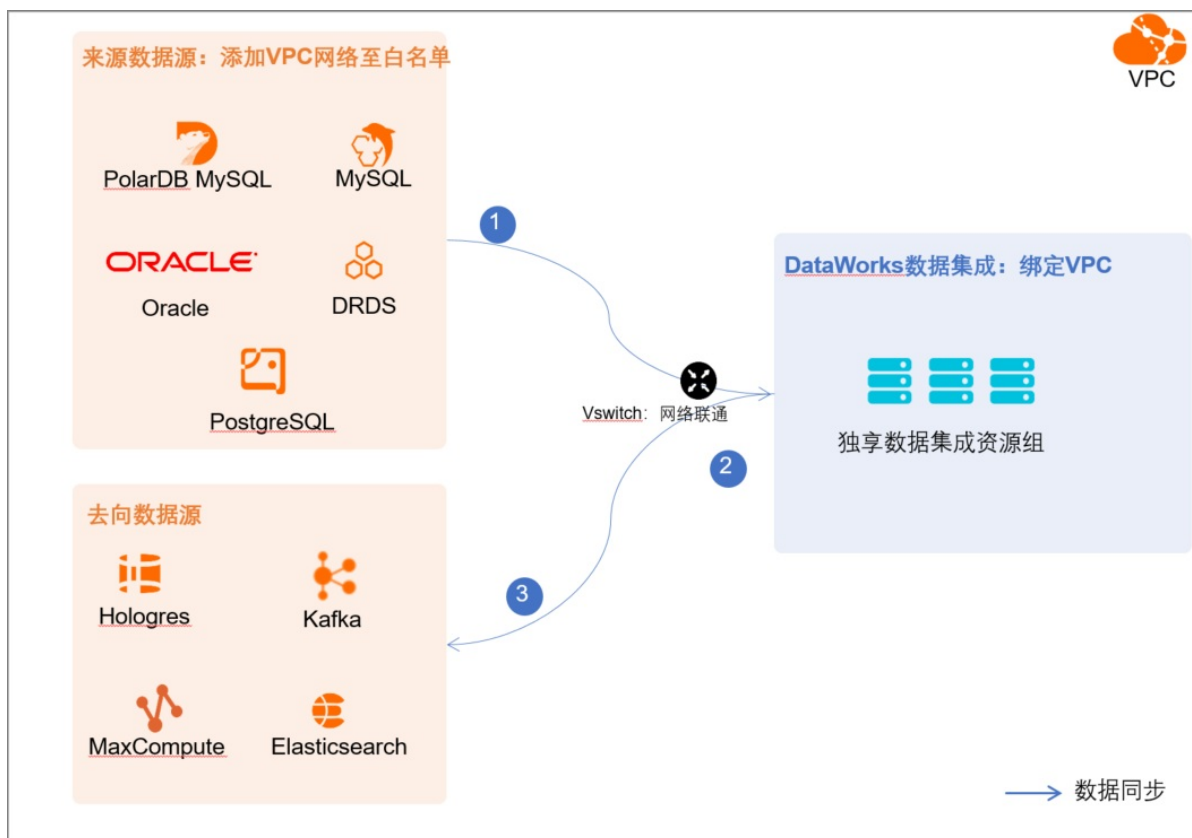 VPC
来源数据源：添加VPC网络至白名单
PolarDB MySQL
MySQL
ORACLE
Oracle
DRDS
PostgreSQL
1
DataWorks数据集成：绑定VPC
独享数据集成资源组
Vswitch：网络联通
2
去向数据源
Hologres
Kafka
3
MaxCompute
Elasticsearch
数据同步